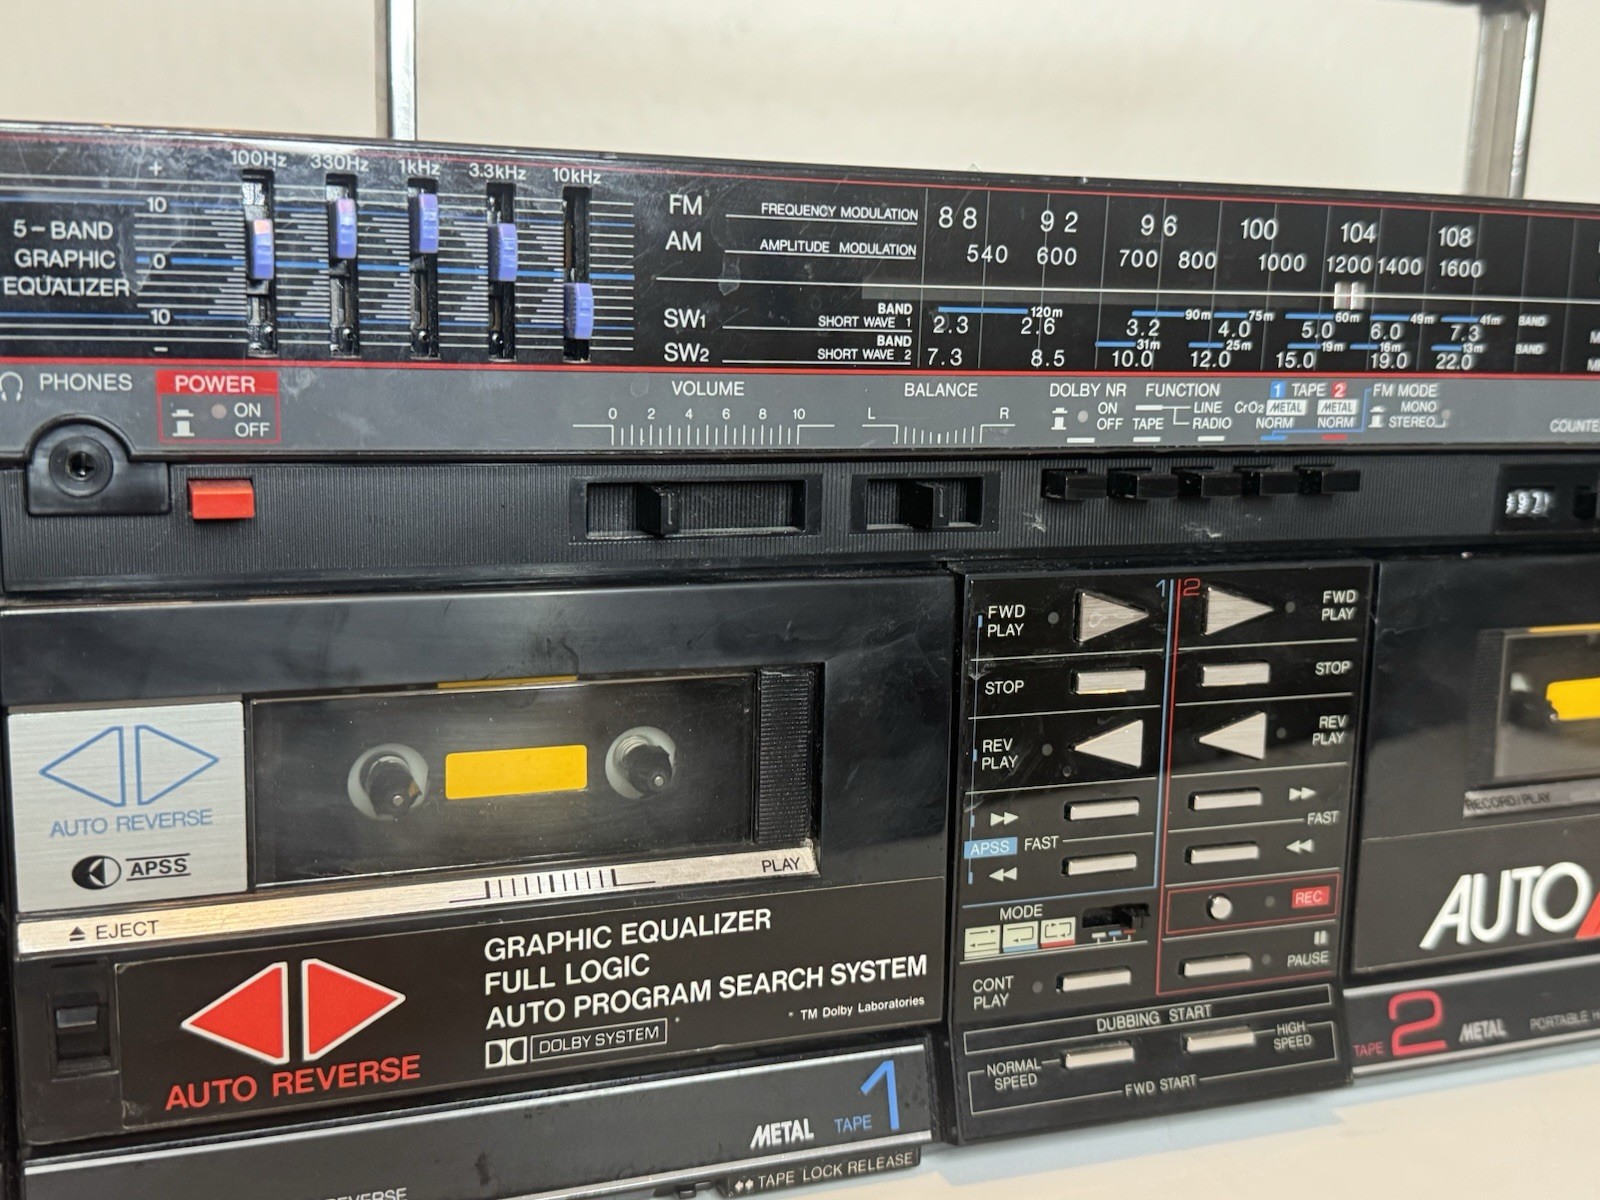 100Hz 330Hz 1kHz 3.3kHz 10kHz
+
10
5-BAND
GRAPHIC
EQUALIZER
0
10
−
FM FREQUENCY MODULATION 88 92 96 100 104 108
AM AMPLITUDE MODULATION 540 600 700 800 1000 1200 1400 1600
BAND 120m 90m 75m 60m 49m 41m BAND
SW1 SHORT WAVE 1 2.3 2.6 3.2 4.0 5.0 6.0 7.3
BAND 31m 25m 19m 16m 13m BAND
SW2 SHORT WAVE 2 7.3 8.5 10.0 12.0 15.0 19.0 22.0
PHONES
POWER
ON
OFF
VOLUME
0 2 4 6 8 10
BALANCE
L R
DOLBY NR
ON
OFF
FUNCTION
LINE
TAPE RADIO
1 TAPE 2
CrO2 METAL METAL
NORM NORM
FM MODE
MONO
STEREO
AUTO REVERSE
APSS
EJECT
PLAY
GRAPHIC EQUALIZER
FULL LOGIC
AUTO PROGRAM SEARCH SYSTEM
TM Dolby Laboratories
DOLBY SYSTEM
AUTO REVERSE
METAL TAPE 1
TAPE LOCK RELEASE
1 2
FWD
PLAY
FWD
PLAY
STOP
STOP
REV
PLAY
REV
PLAY
APSS FAST
FAST
MODE
REC
CONT
PLAY
PAUSE
DUBBING START
NORMAL
SPEED
HIGH
SPEED
FWD START
RECORD/PLAY
AUTO
TAPE 2 METAL PORTABLE